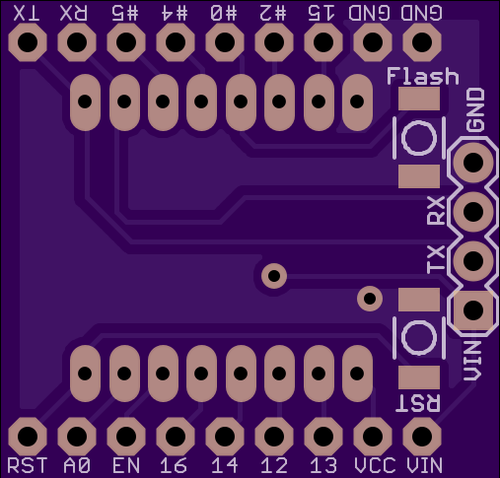 TX RX #5 #4 #0 #2 15 GND GND
Flash
GND
RX
TX
VIN
RST
RST A0 EN 16 14 12 13 VCC VIN